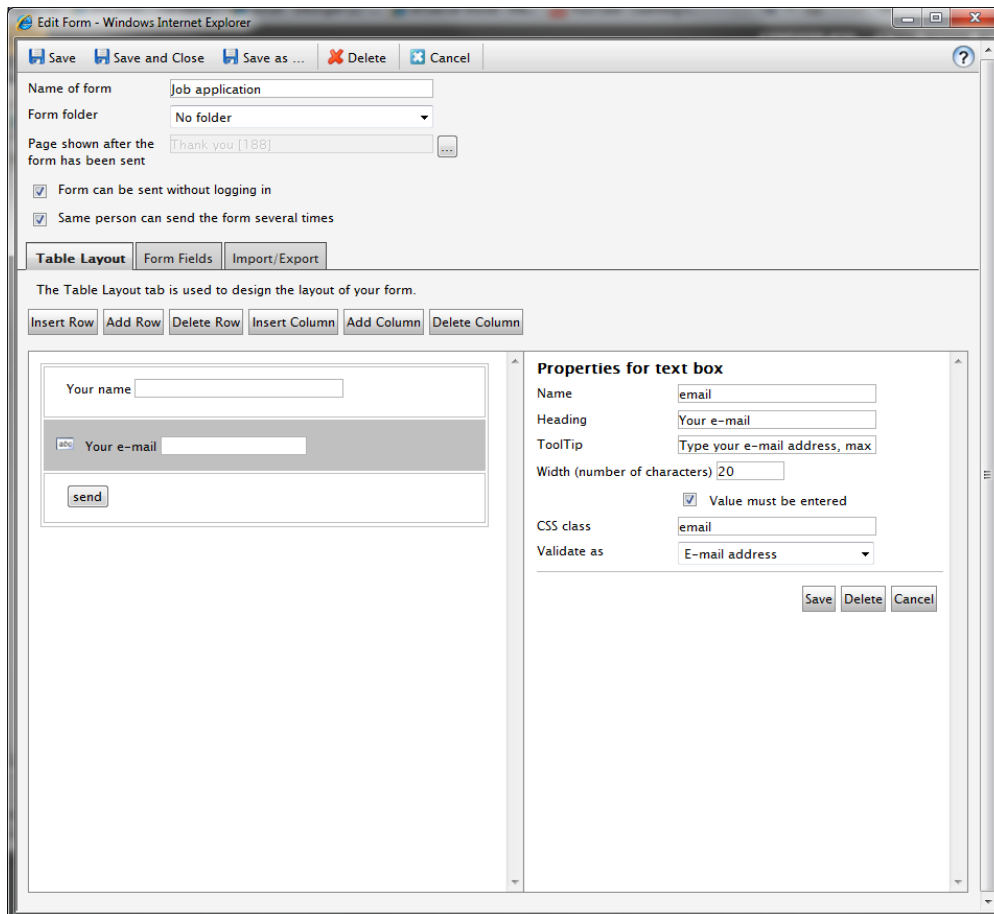 Edit Form - Windows Internet Explorer
Save Save and Close Save as ... Delete Cancel ?
Name of form Job application
Form folder No folder
Page shown after the form has been sent Thank you [188] ...
Form can be sent without logging in
Same person can send the form several times
Table Layout Form Fields Import/Export
The Table Layout tab is used to design the layout of your form.
Insert Row Add Row Delete Row Insert Column Add Column Delete Column
Your name
abc Your e-mail
send
Properties for text box
Name email
Heading Your e-mail
ToolTip Type your e-mail address, max
Width (number of characters) 20
Value must be entered
CSS class email
Validate as E-mail address
Save Delete Cancel